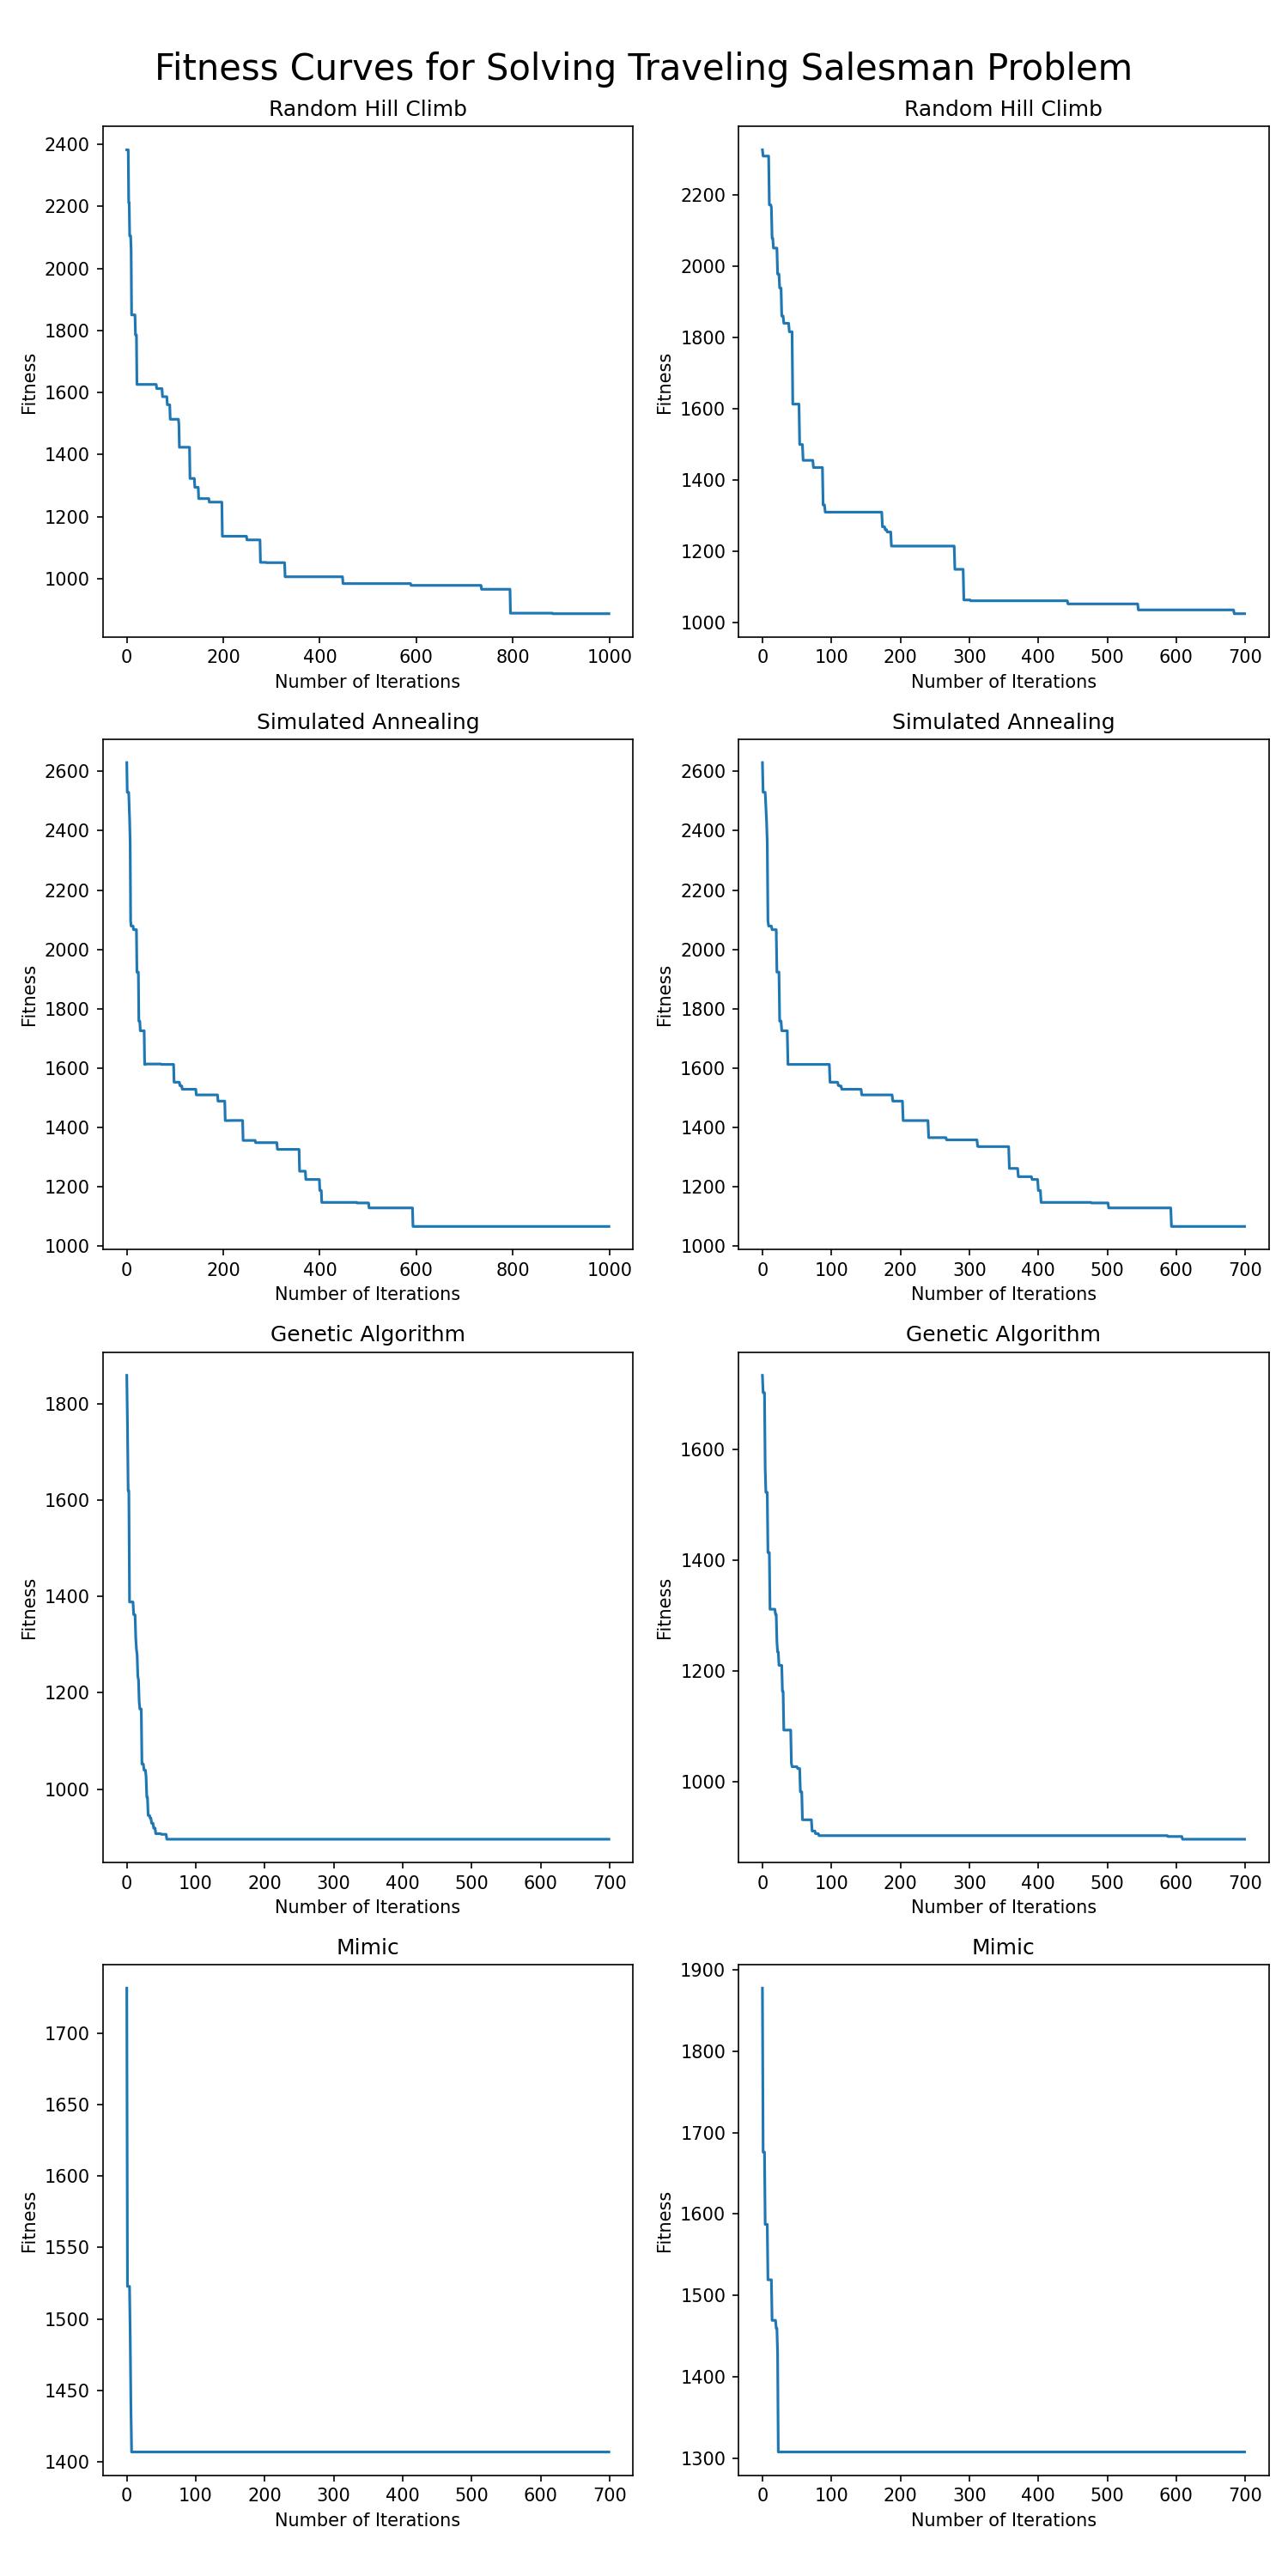 Fitness Curves for Solving Traveling Salesman Problem
Random Hill Climb
2400
2200
2000
1800
1600
1400
1200
1000
Fitness
0 200 400 600 800 1000
Number of Iterations
Random Hill Climb
2200
2000
1800
1600
1400
1200
1000
Fitness
0 100 200 300 400 500 600 700
Number of Iterations
Simulated Annealing
2600
2400
2200
2000
1800
1600
1400
1200
1000
Fitness
0 200 400 600 800 1000
Number of Iterations
Simulated Annealing
2600
2400
2200
2000
1800
1600
1400
1200
1000
Fitness
0 100 200 300 400 500 600 700
Number of Iterations
Genetic Algorithm
1800
1600
1400
1200
1000
Fitness
0 100 200 300 400 500 600 700
Number of Iterations
Genetic Algorithm
1600
1400
1200
1000
Fitness
0 100 200 300 400 500 600 700
Number of Iterations
Mimic
1700
1650
1600
1550
1500
1450
1400
Fitness
0 100 200 300 400 500 600 700
Number of Iterations
Mimic
1900
1800
1700
1600
1500
1400
1300
Fitness
0 100 200 300 400 500 600 700
Number of Iterations